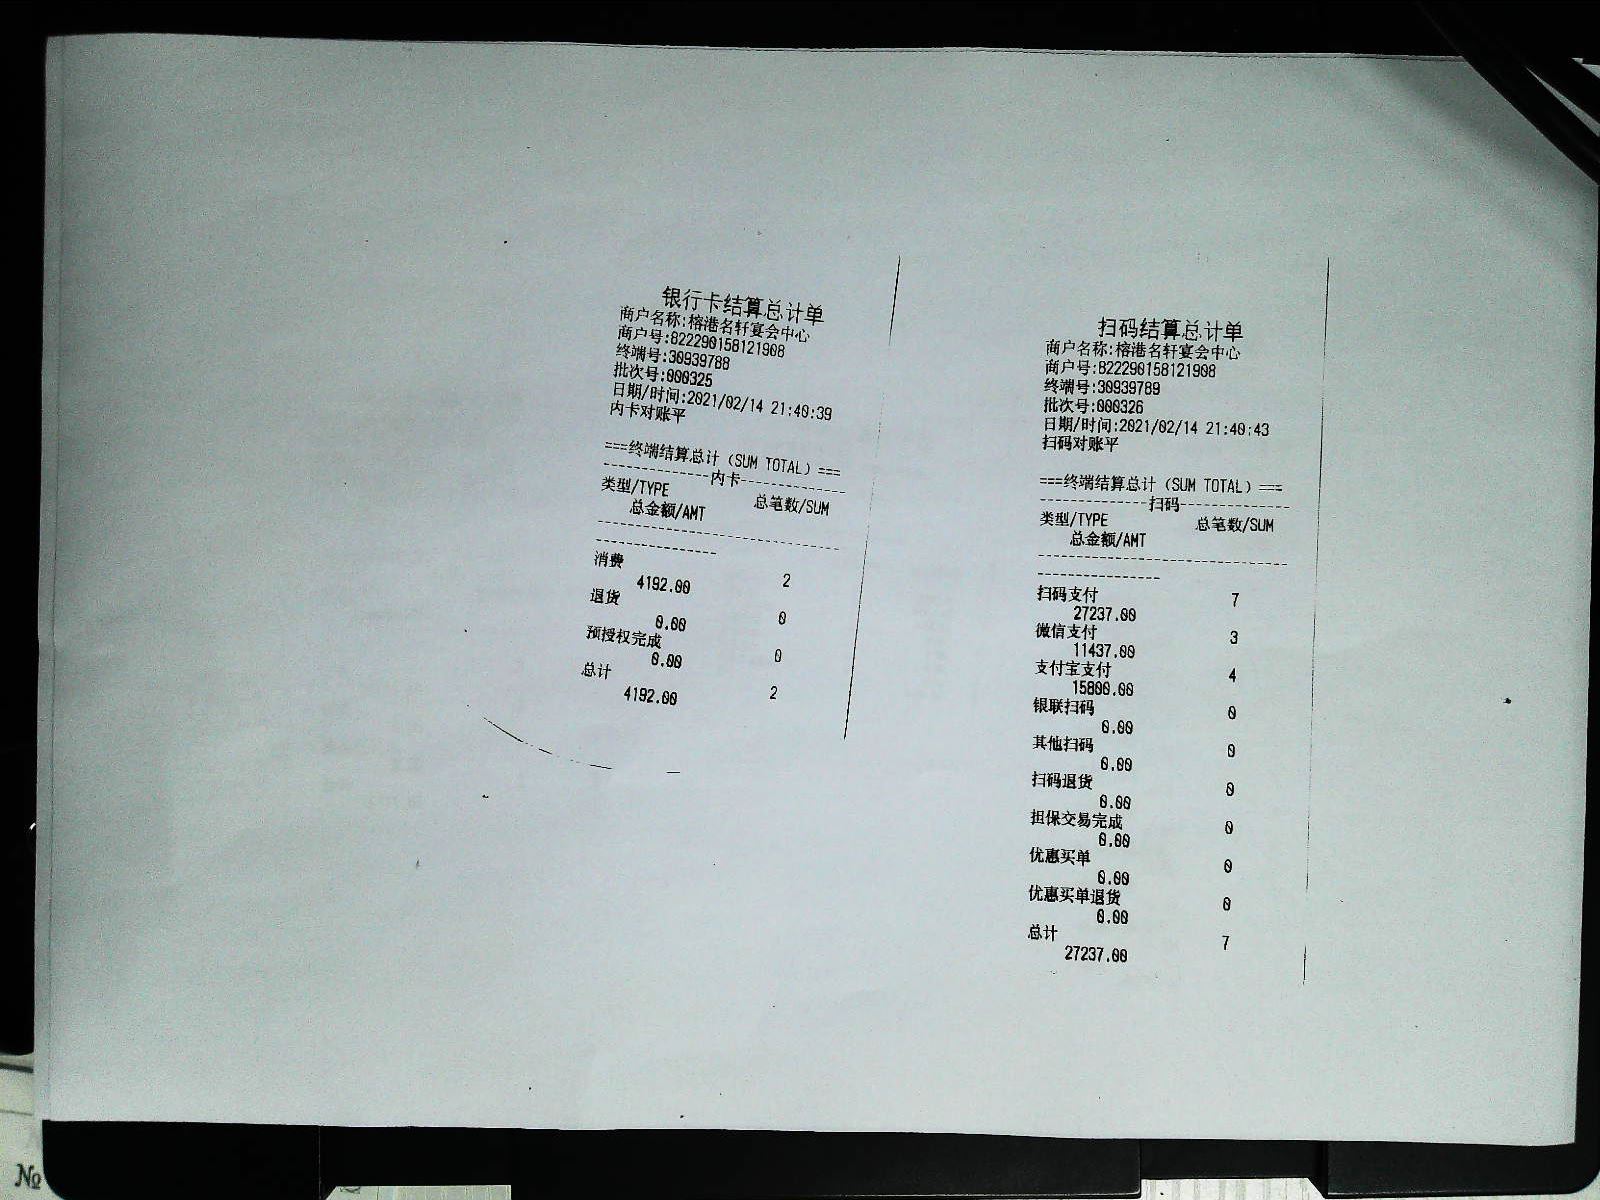 银行卡结算总计单
商户名称:榕港名轩宴会中心
商户号:822290158121908
终端号:30939788
批次号:000325
日期/时间:2021/02/14 21:40:39
内卡对账平
===终端结算总计（SUM TOTAL）===
---------------内卡---------------
类型/TYPE 总笔数/SUM
总金额/AMT
消费 2
4192.00
退货 0
0.00
预授权完成 0
0.00
总计 2
4192.00
扫码结算总计单
商户名称:榕港名轩宴会中心
商户号:822290158121908
终端号:30939789
批次号:000326
日期/时间:2021/02/14 21:40:43
扫码对账平
===终端结算总计（SUM TOTAL）===
---------------扫码---------------
类型/TYPE 总笔数/SUM
总金额/AMT
扫码支付 7
27237.00
微信支付 3
11437.00
支付宝支付 4
15800.00
银联扫码 0
0.00
其他扫码 0
0.00
扫码退货 0
0.00
担保交易完成 0
0.00
优惠买单 0
0.00
优惠买单退货 0
0.00
总计 7
27237.00
№